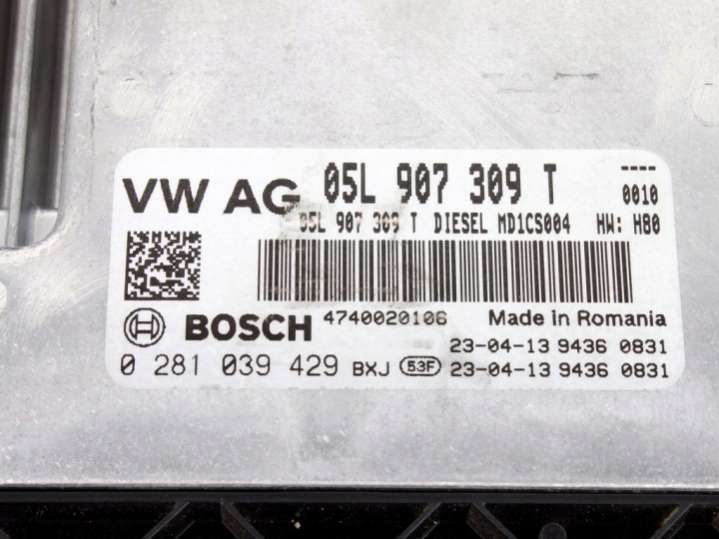 VW AG 05L 907 309 T ----
0010
05L 907 309 T DIESEL MD1CS004 HW: H80
BOSCH 4740020106 Made in Romania
23-04-13 9436 0831
0 281 039 429 BXJ 53F 23-04-13 9436 0831